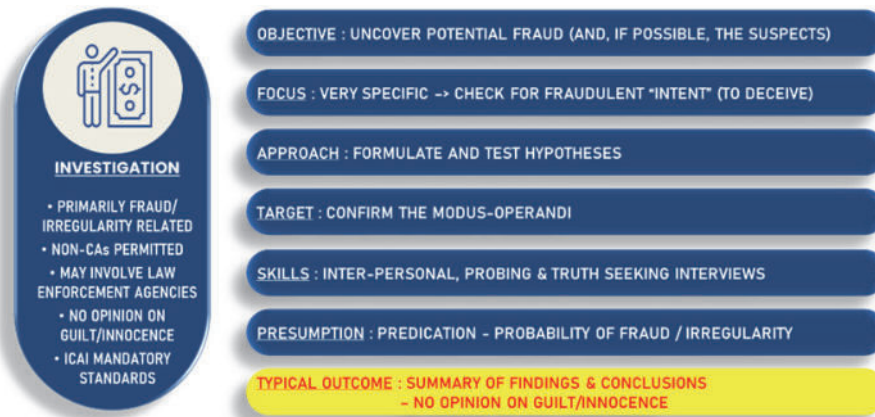 INVESTIGATION
• PRIMARILY FRAUD/
IRREGULARITY RELATED
• NON-CAs PERMITTED
• MAY INVOLVE LAW
ENFORCEMENT AGENCIES
• NO OPINION ON
GUILT/INNOCENCE
• ICAI MANDATORY
STANDARDS
OBJECTIVE : UNCOVER POTENTIAL FRAUD (AND, IF POSSIBLE, THE SUSPECTS)
FOCUS : VERY SPECIFIC -> CHECK FOR FRAUDULENT "INTENT" (TO DECEIVE)
APPROACH : FORMULATE AND TEST HYPOTHESES
TARGET : CONFIRM THE MODUS-OPERANDI
SKILLS : INTER-PERSONAL, PROBING & TRUTH SEEKING INTERVIEWS
PRESUMPTION : PREDICATION - PROBABILITY OF FRAUD / IRREGULARITY
TYPICAL OUTCOME : SUMMARY OF FINDINGS & CONCLUSIONS
- NO OPINION ON GUILT/INNOCENCE